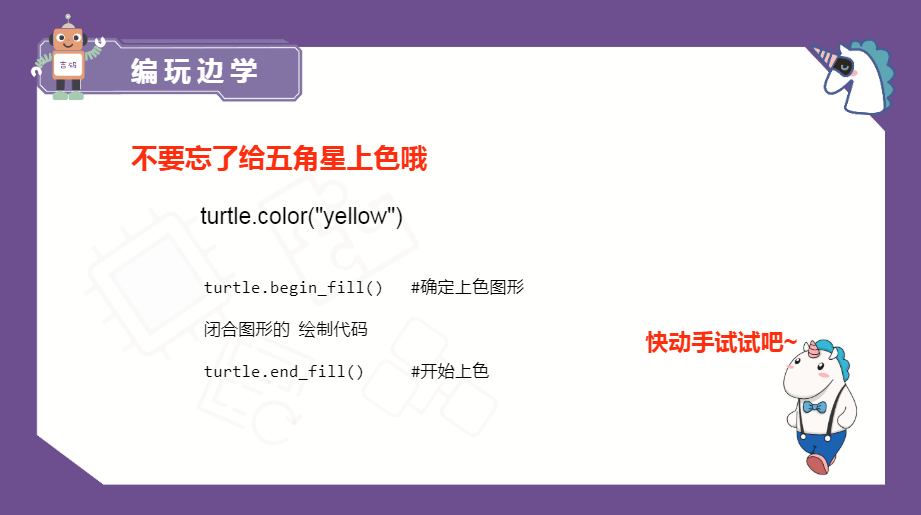 编玩边学
不要忘了给五角星上色哦
turtle.color("yellow")
turtle.begin_fill() #确定上色图形
闭合图形的 绘制代码
turtle.end_fill() #开始上色
快动手试试吧~